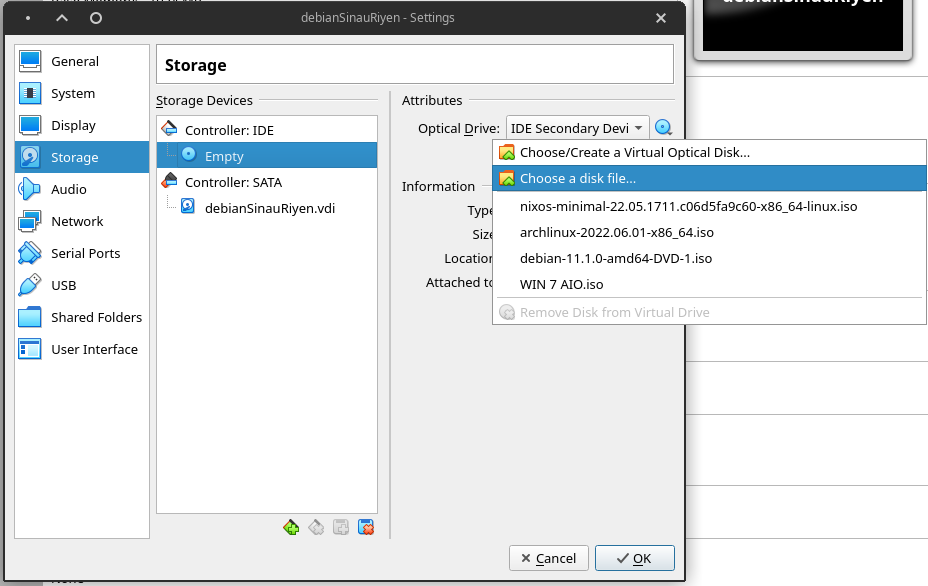 debianSinauRiyen - Settings
debianSinauRiyen
General
System
Display
Storage
Audio
Network
Serial Ports
USB
Shared Folders
User Interface
Storage
Storage Devices
Controller: IDE
Empty
Controller: SATA
debianSinauRiyen.vdi
Attributes
Optical Drive: IDE Secondary Devi
Information
Type
Size
Location
Attached to
Choose/Create a Virtual Optical Disk...
Choose a disk file...
nixos-minimal-22.05.1711.c06d5fa9c60-x86_64-linux.iso
archlinux-2022.06.01-x86_64.iso
debian-11.1.0-amd64-DVD-1.iso
WIN 7 AIO.iso
Remove Disk from Virtual Drive
Cancel
OK